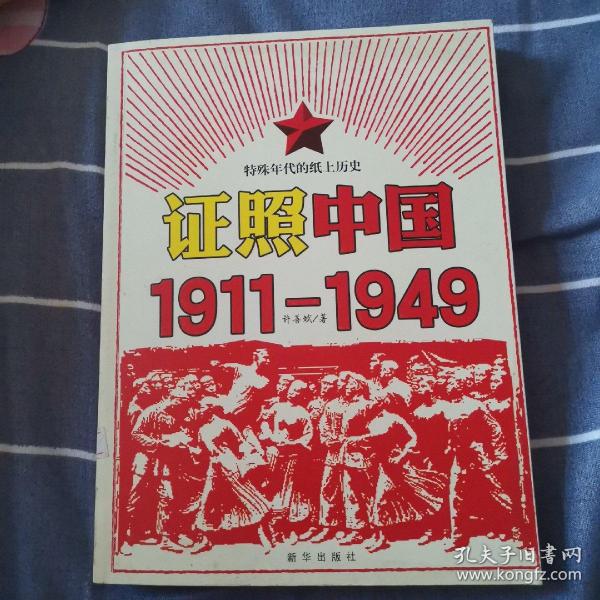 特殊年代的纸上历史
证照中国
1911-1949
许善斌/著
新华出版社
孔夫子旧书网
www.kongfz.com